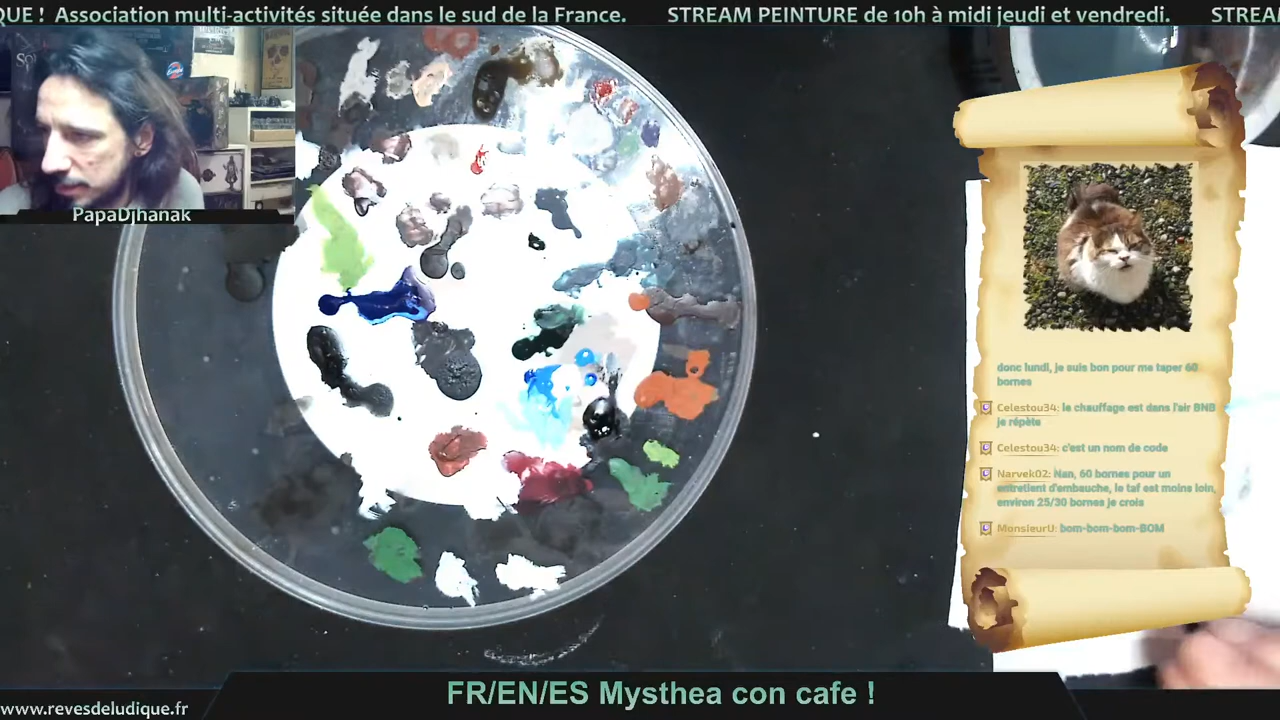 QUE ! Association multi-activités située dans le sud de la France. STREAM PEINTURE de 10h à midi jeudi et vendredi. STREA
PapaDjhanak
donc lundi, je suis bon pour me taper 60
bornes
Celestou34: le chauffage est dans l'air BNB
je répète
Celestou34: c'est un nom de code
Narvek02: Nan, 60 bornes pour un
entretient d'embauche, le taf est moins loin,
environ 25/30 bornes je crois
MonsieurU: bom-bom-bom-BOM
FR/EN/ES Mysthea con cafe !
www.revesdeludique.fr